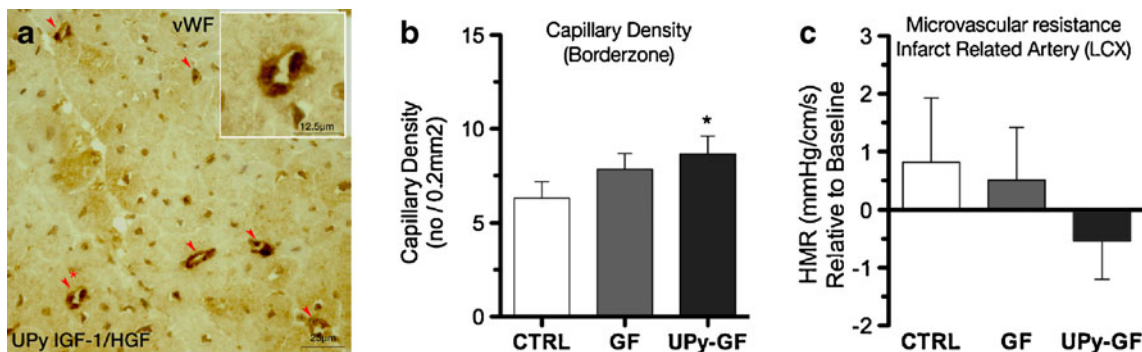 a
vWF
12.5µm
*
UPy IGF-1/HGF
25µm
b
Capillary Density
(Borderzone)
Capillary Density
(no / 0.2mm2)
15
10
5
0
*
CTRL
GF
UPy-GF
c
Microvascular resistance
Infarct Related Artery (LCX)
HMR (mmHg/cm/s)
Relative to Baseline
3
2
1
0
-1
-2
CTRL
GF
UPy-GF